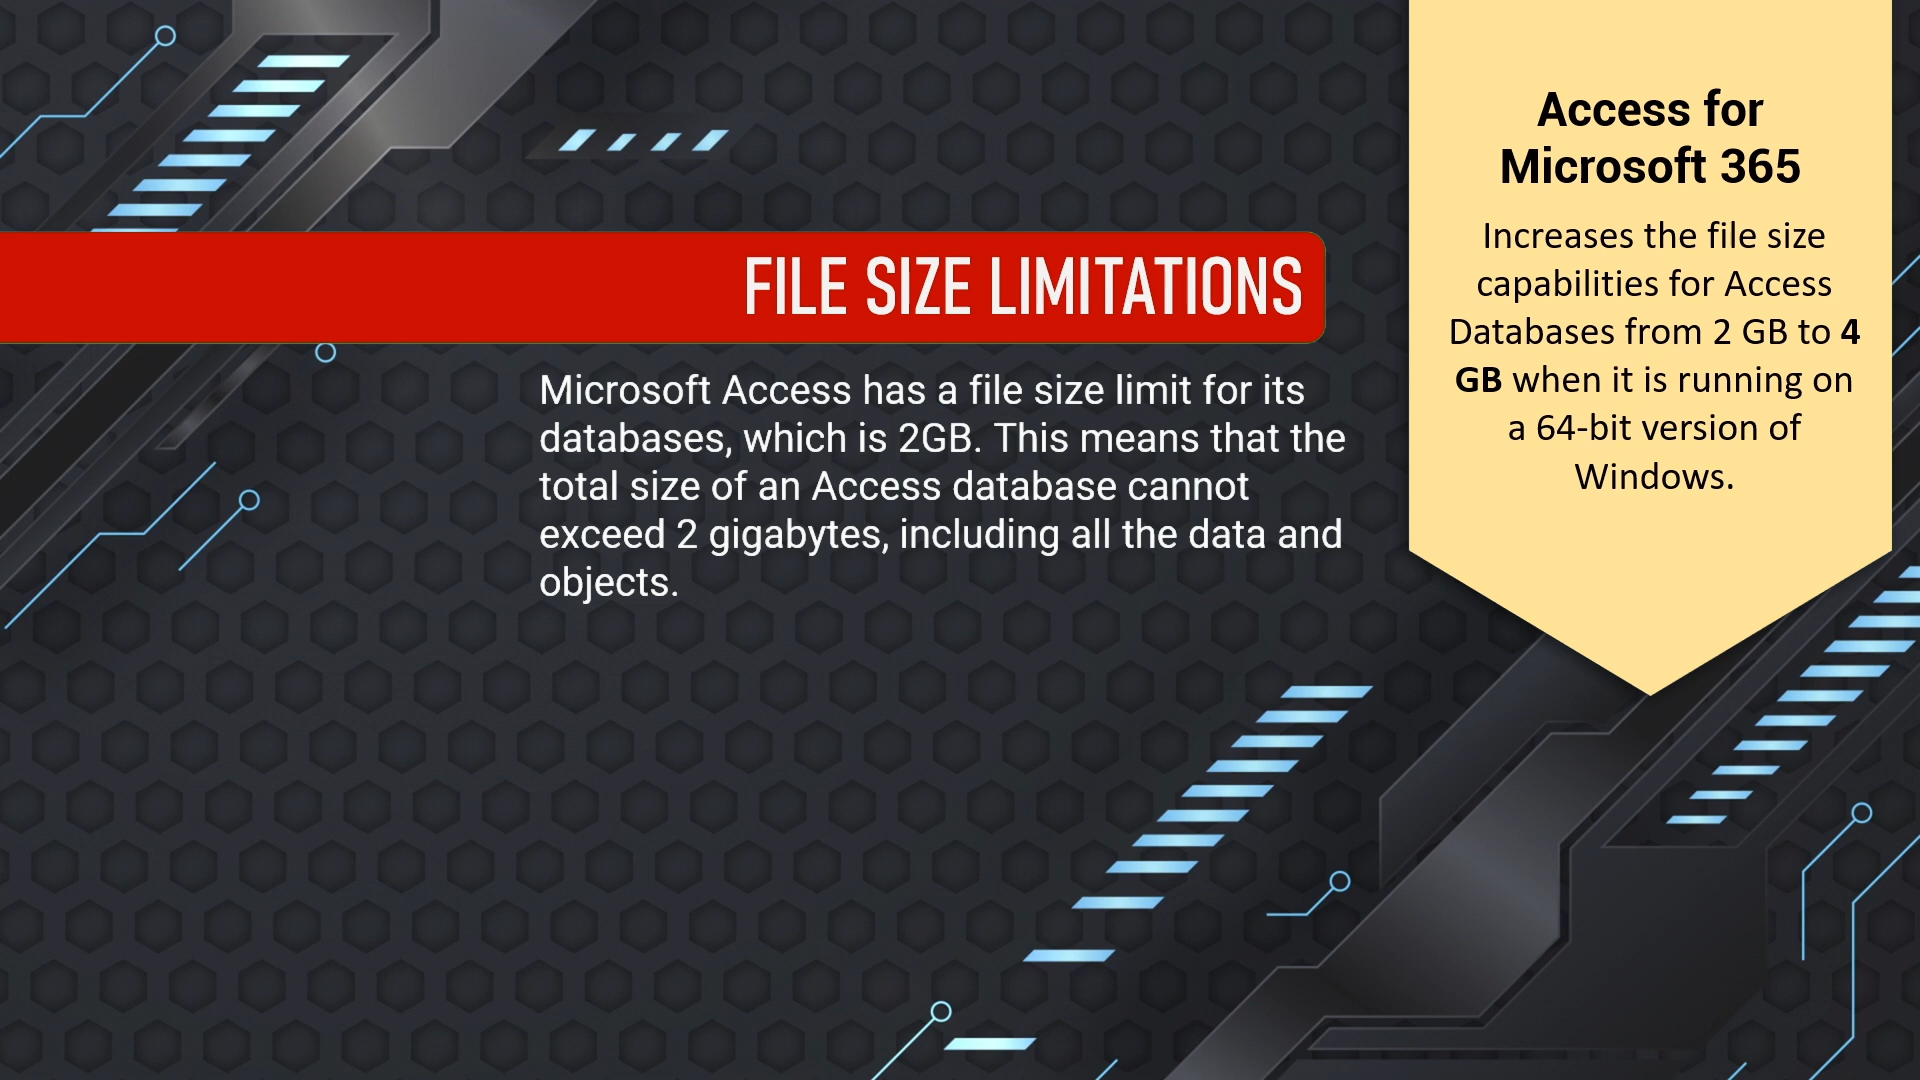 FILE SIZE LIMITATIONS
Microsoft Access has a file size limit for its
databases, which is 2GB. This means that the
total size of an Access database cannot
exceed 2 gigabytes, including all the data and
objects.
Access for
Microsoft 365
Increases the file size
capabilities for Access
Databases from 2 GB to 4
GB when it is running on
a 64-bit version of
Windows.